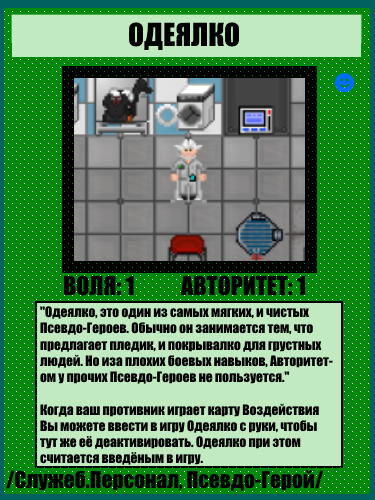 ОДЕЯЛКО
ВОЛЯ: 1 АВТОРИТЕТ: 1
"Одеялко, это один из самых мягких, и чистых
Псевдо-Героев. Обычно он занимается тем, что
предлагает пледик, и покрывалко для грустных
людей. Но иза плохих боевых навыков, Авторитет-
ом у прочих Псевдо-Героев не пользуется."
Когда ваш противник играет карту Воздействия
Вы можете ввести в игру Одеялко с руки, чтобы
тут же её деактивировать. Одеялко при этом
считается введёным в игру.
/Служеб.Персонал, Псевдо-Герой/